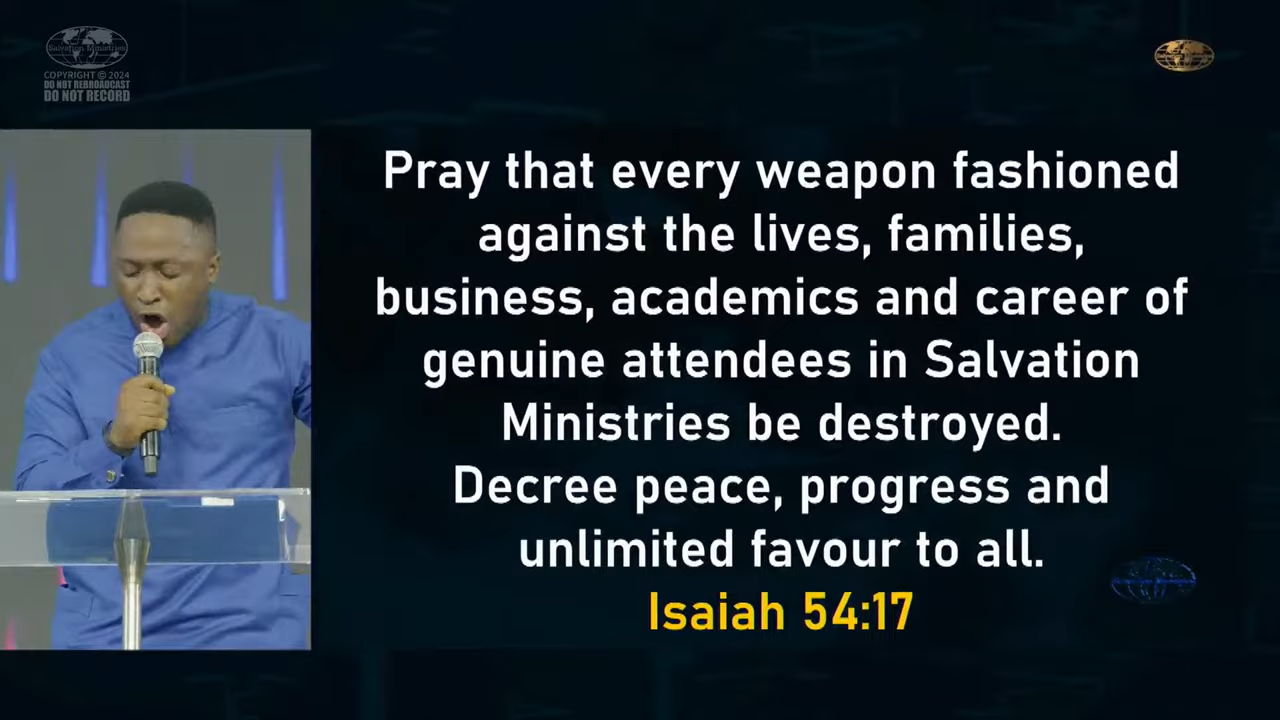 Salvation Ministries
COPYRIGHT © 2024
DO NOT REBROADCAST
DO NOT RECORD
Pray that every weapon fashioned
against the lives, families,
business, academics and career of
genuine attendees in Salvation
Ministries be destroyed.
Decree peace, progress and
unlimited favour to all.
Isaiah 54:17